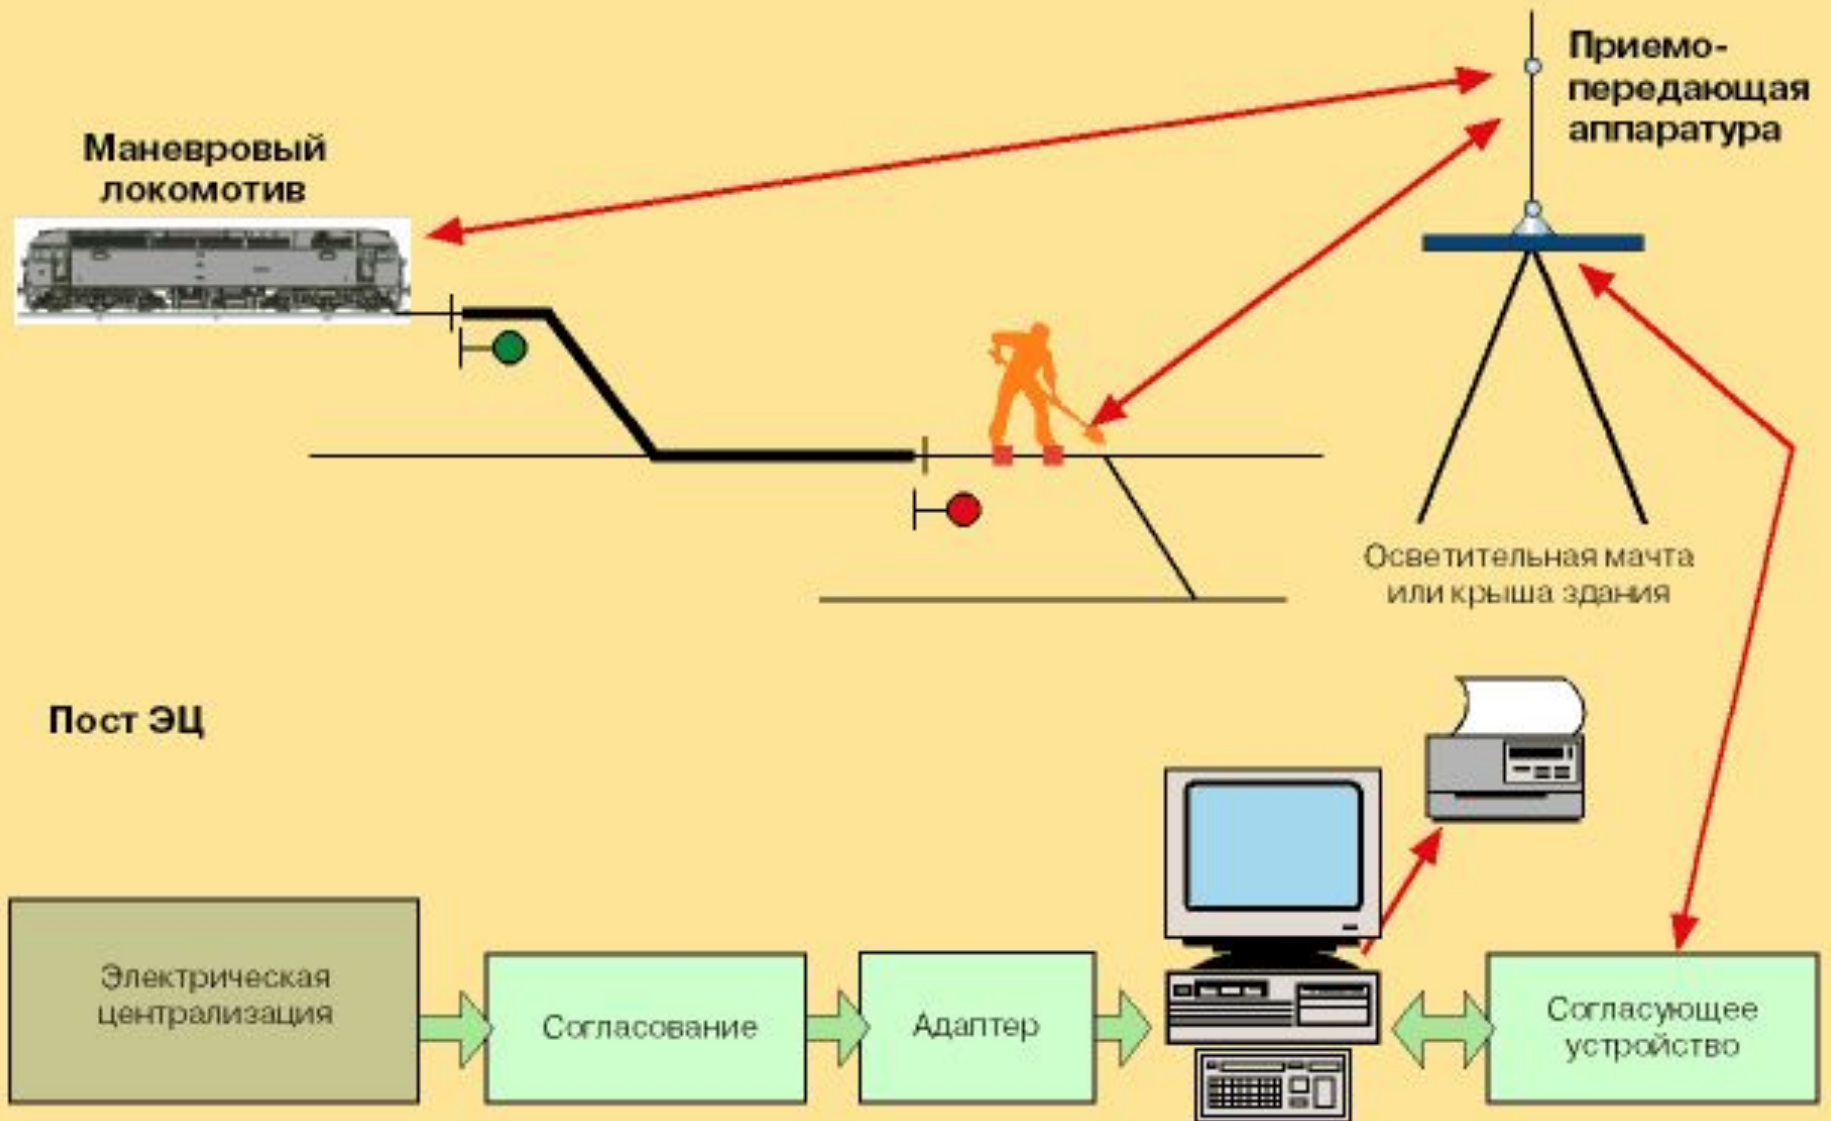 Приемо-
передающая
аппаратура
Маневровый
локомотив
Осветительная мачта
или крыша здания
Пост ЭЦ
Электрическая
централизация
Согласование
Адаптер
Согласующее
устройство